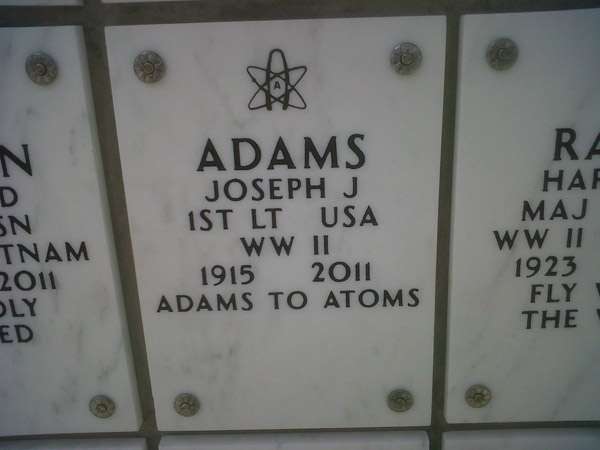 A
ADAMS
JOSEPH J
1ST LT USA
WW II
1915 2011
ADAMS TO ATOMS
N
D
SN
TNAM
2011
OLY
ED
RA
HAR
MAJ
WW II
1923
FLY
THE